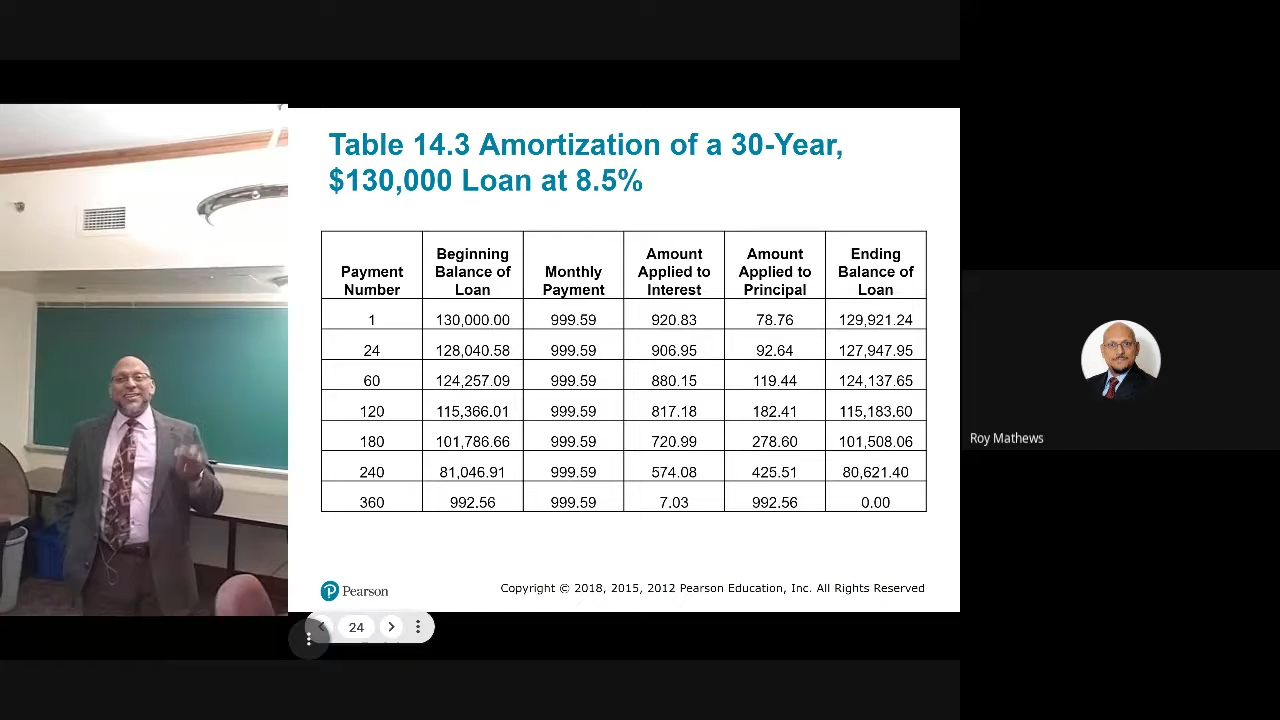 Table 14.3 Amortization of a 30-Year,
$130,000 Loan at 8.5%
Payment Number Beginning Balance of Loan Monthly Payment Amount Applied to Interest Amount Applied to Principal Ending Balance of Loan
1 130,000.00 999.59 920.83 78.76 129,921.24
24 128,040.58 999.59 906.95 92.64 127,947.95
60 124,257.09 999.59 880.15 119.44 124,137.65
120 115,366.01 999.59 817.18 182.41 115,183.60
180 101,786.66 999.59 720.99 278.60 101,508.06
240 81,046.91 999.59 574.08 425.51 80,621.40
360 992.56 999.59 7.03 992.56 0.00
Pearson
Copyright © 2018, 2015, 2012 Pearson Education, Inc. All Rights Reserved
24
Roy Mathews